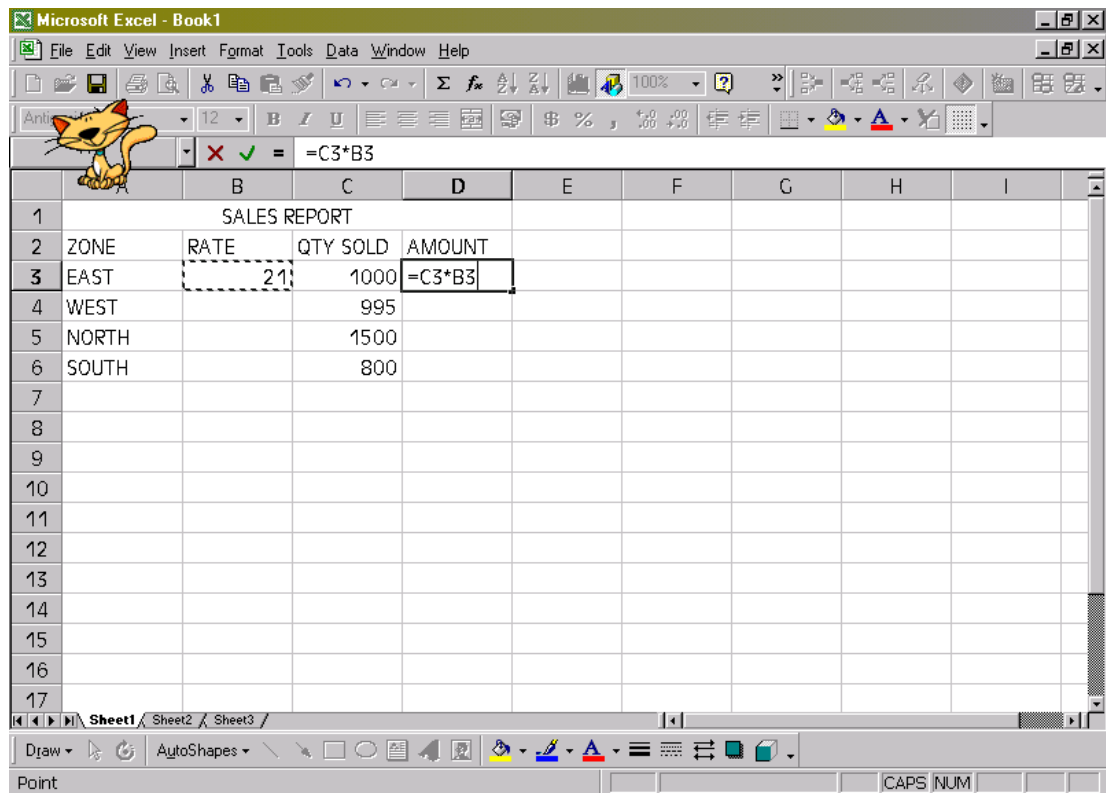 Microsoft Excel - Book1
File Edit View Insert Format Tools Data Window Help
100%
12 B I U $ % ,
= =C3*B3
A B C D E F G H I
1 SALES REPORT
2 ZONE RATE QTY SOLD AMOUNT
3 EAST 21 1000 =C3*B3
4 WEST 995
5 NORTH 1500
6 SOUTH 800
7
8
9
10
11
12
13
14
15
16
17
Sheet1 Sheet2 Sheet3
Draw AutoShapes A
Point CAPS NUM